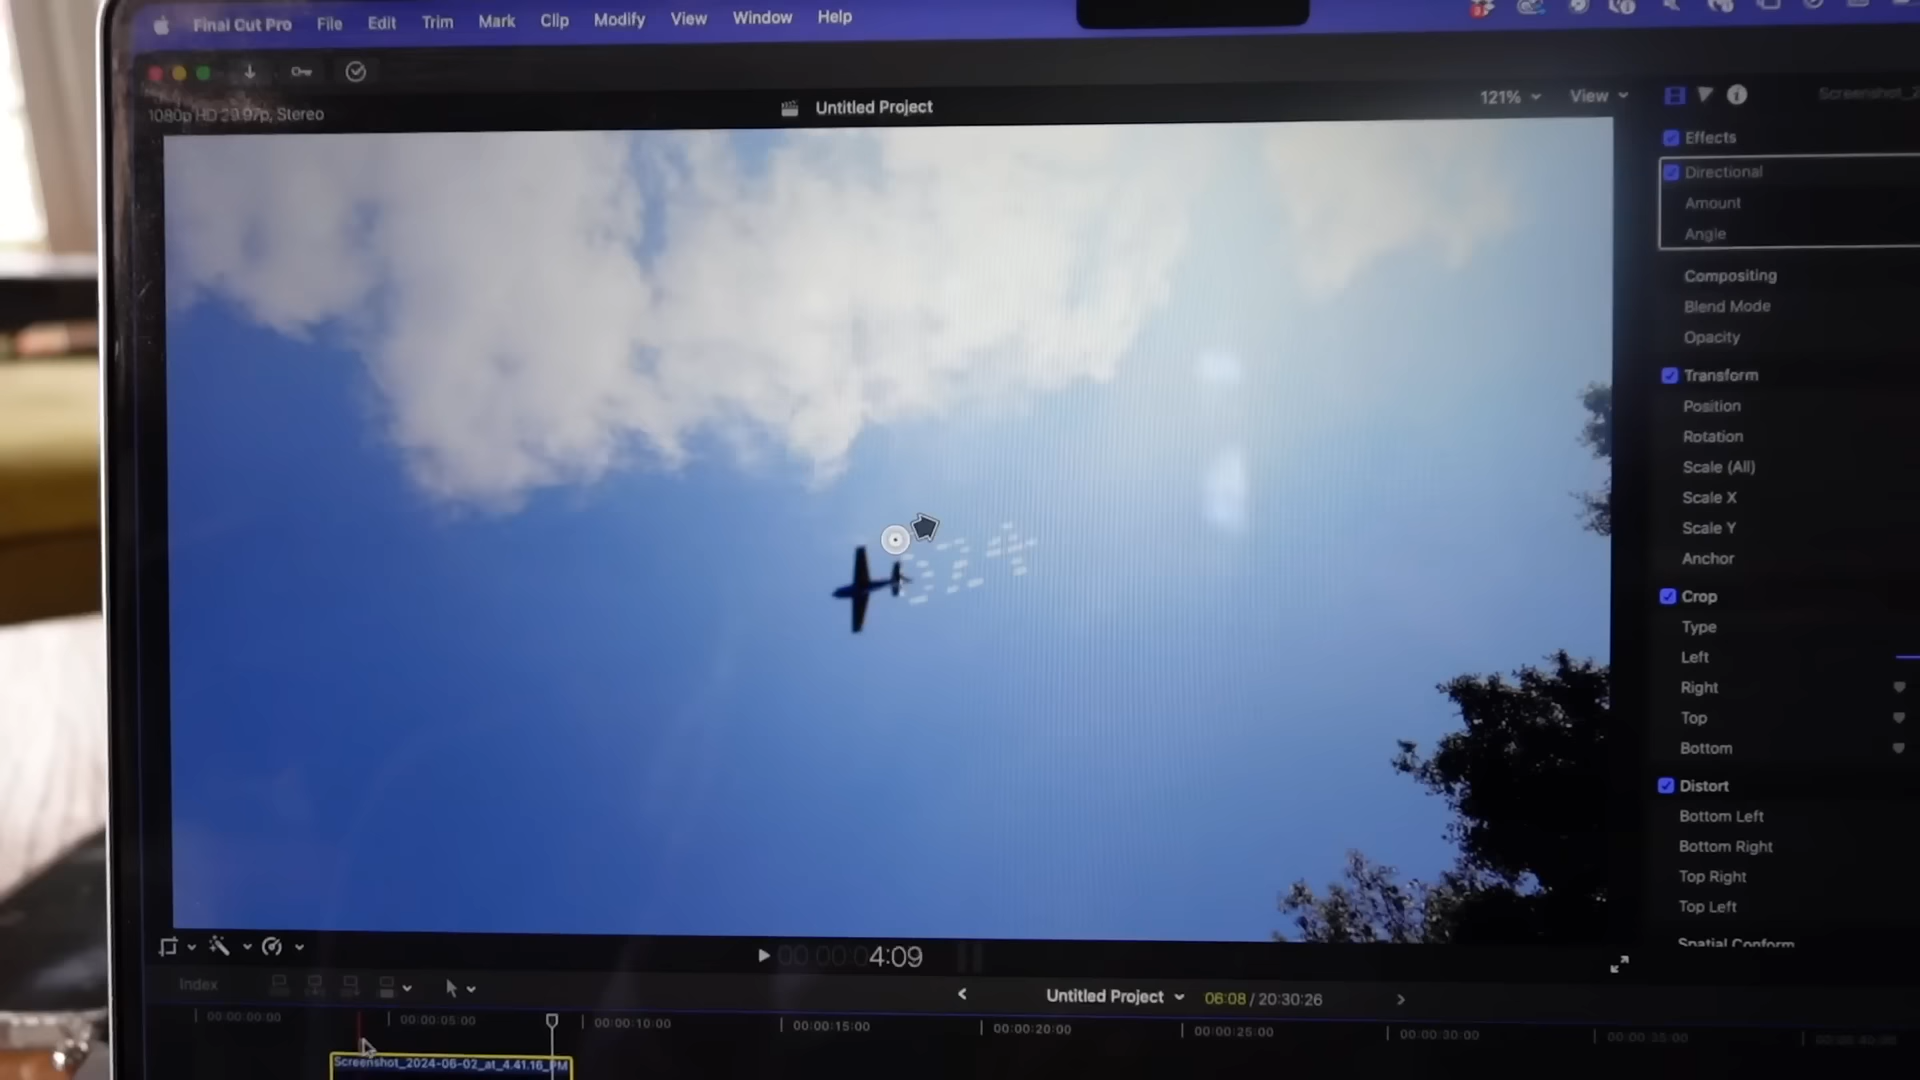 Final Cut Pro File Edit Trim Mark Clip Modify View Window Help
1080p HD 29.97p, Stereo
Untitled Project
121% View
Effects
Directional
Amount
Angle
Compositing
Blend Mode
Opacity
Transform
Position
Rotation
Scale (All)
Scale X
Scale Y
Anchor
Crop
Type
Left
Right
Top
Bottom
Distort
Bottom Left
Bottom Right
Top Right
Top Left
Spatial Conform
24
4:09
Index
Untitled Project 06:08 / 20:30:26
00:00:00:00 00:00:05:00 00:00:10:00 00:00:15:00 00:00:20:00 00:00:25:00 00:00:30:00 00:00:35:00
Screenshot_2024-06-02_at_4.41.16_PM